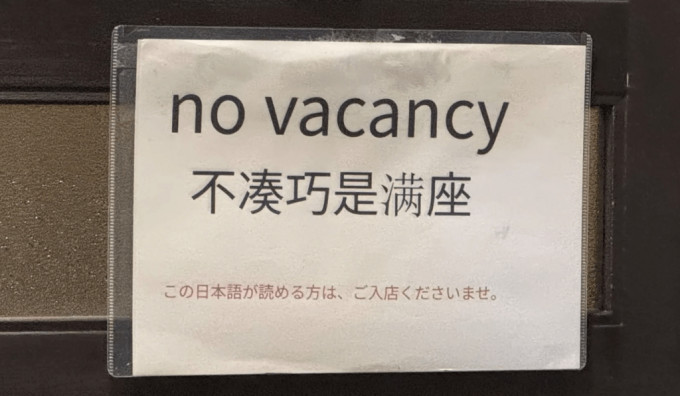 no vacancy
不凑巧是满座
この日本語が読める方は、ご入店くださいませ。